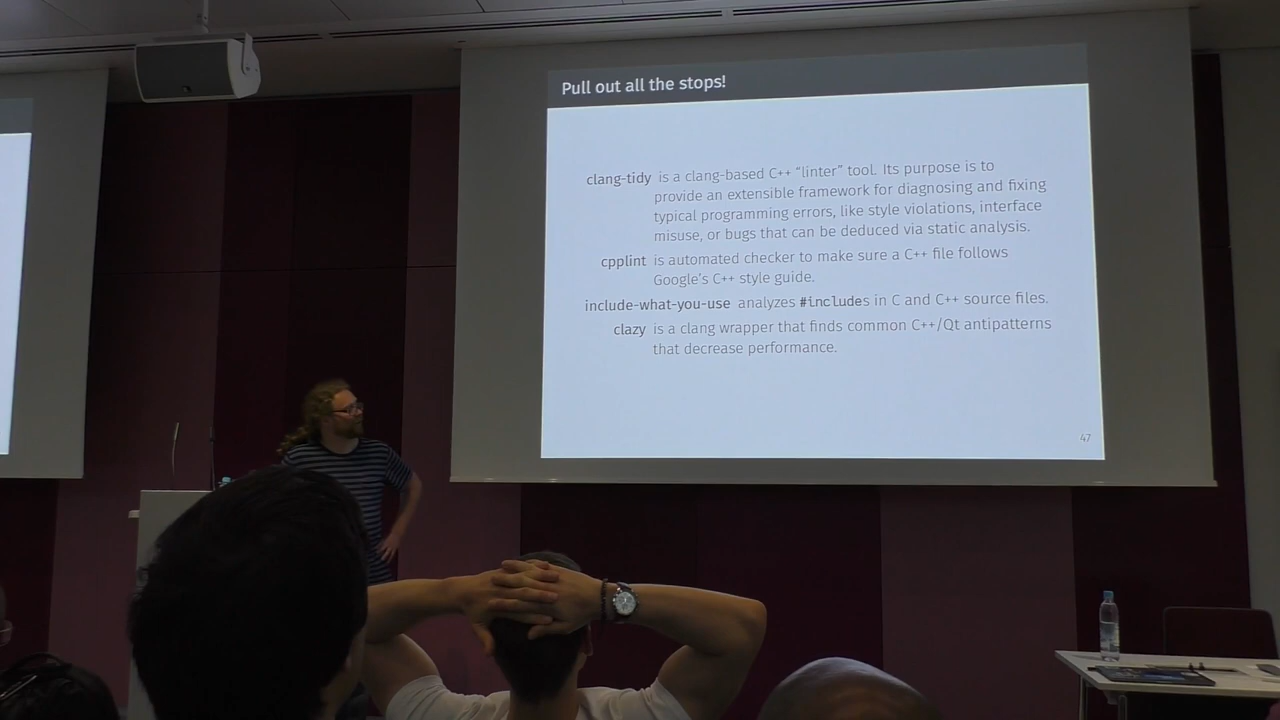 Pull out all the stops!
clang-tidy is a clang-based C++ “linter” tool. Its purpose is to
provide an extensible framework for diagnosing and fixing
typical programming errors, like style violations, interface
misuse, or bugs that can be deduced via static analysis.
cpplint is automated checker to make sure a C++ file follows
Google's C++ style guide.
include-what-you-use analyzes #includes in C and C++ source files.
clazy is a clang wrapper that finds common C++/Qt antipatterns
that decrease performance.
47